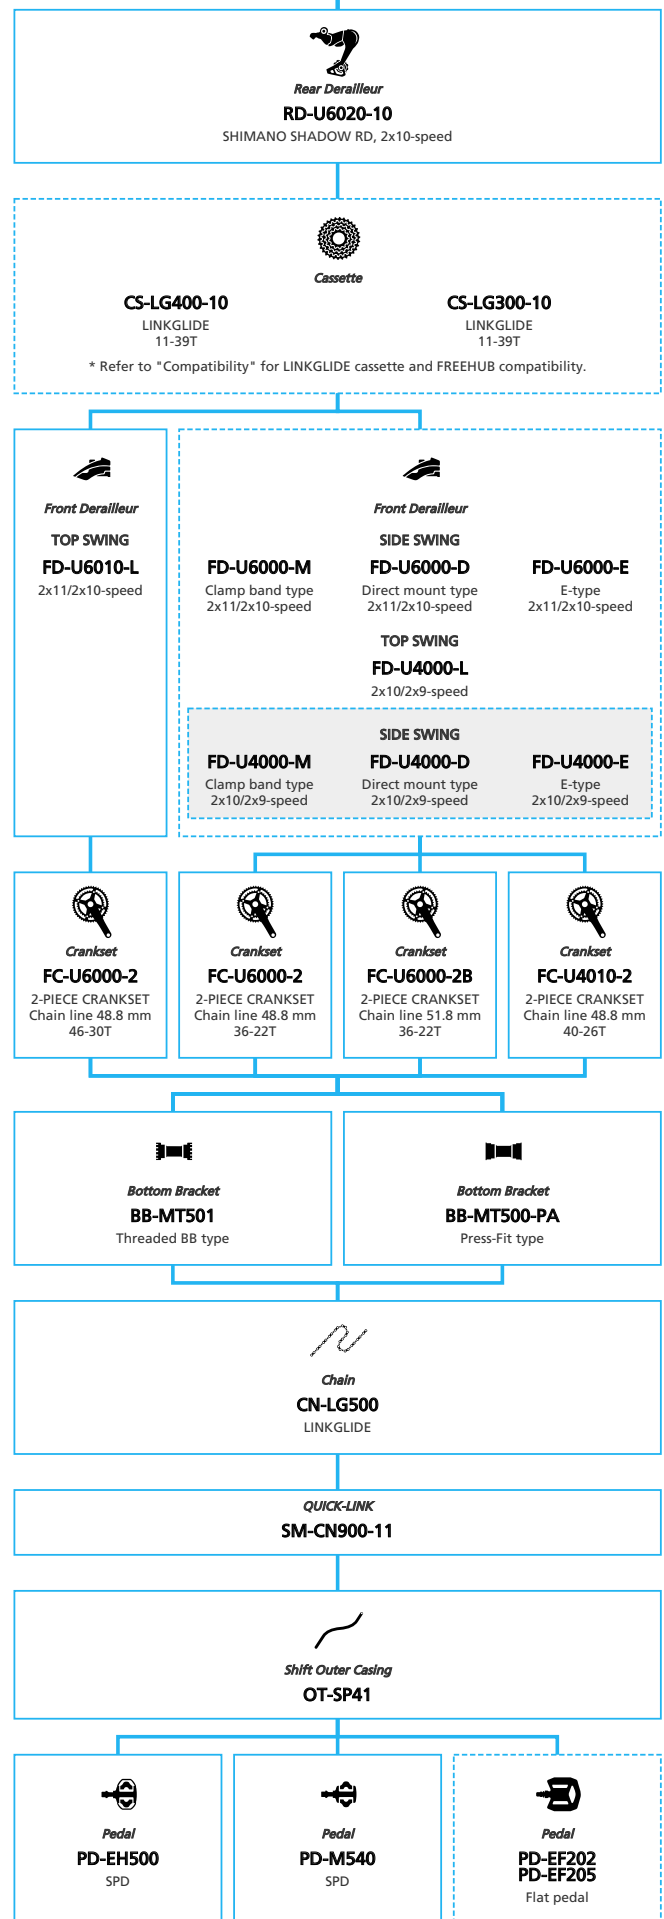 Rear Derailleur
RD-U6020-10
SHIMANO SHADOW RD, 2x10-speed
Cassette
CS-LG400-10
LINKGLIDE
11-39T
CS-LG300-10
LINKGLIDE
11-39T
* Refer to "Compatibility" for LINKGLIDE cassette and FREEHUB compatibility.
Front Derailleur
TOP SWING
FD-U6010-L
2x11/2x10-speed
Front Derailleur
SIDE SWING
FD-U6000-M
Clamp band type
2x11/2x10-speed
FD-U6000-D
Direct mount type
2x11/2x10-speed
FD-U6000-E
E-type
2x11/2x10-speed
TOP SWING
FD-U4000-L
2x10/2x9-speed
SIDE SWING
FD-U4000-M
Clamp band type
2x10/2x9-speed
FD-U4000-D
Direct mount type
2x10/2x9-speed
FD-U4000-E
E-type
2x10/2x9-speed
Crankset
FC-U6000-2
2-PIECE CRANKSET
Chain line 48.8 mm
46-30T
Crankset
FC-U6000-2
2-PIECE CRANKSET
Chain line 48.8 mm
36-22T
Crankset
FC-U6000-2B
2-PIECE CRANKSET
Chain line 51.8 mm
36-22T
Crankset
FC-U4010-2
2-PIECE CRANKSET
Chain line 48.8 mm
40-26T
Bottom Bracket
BB-MT501
Threaded BB type
Bottom Bracket
BB-MT500-PA
Press-Fit type
Chain
CN-LG500
LINKGLIDE
QUICK-LINK
SM-CN900-11
Shift Outer Casing
OT-SP41
Pedal
PD-EH500
SPD
Pedal
PD-M540
SPD
Pedal
PD-EF202
PD-EF205
Flat pedal